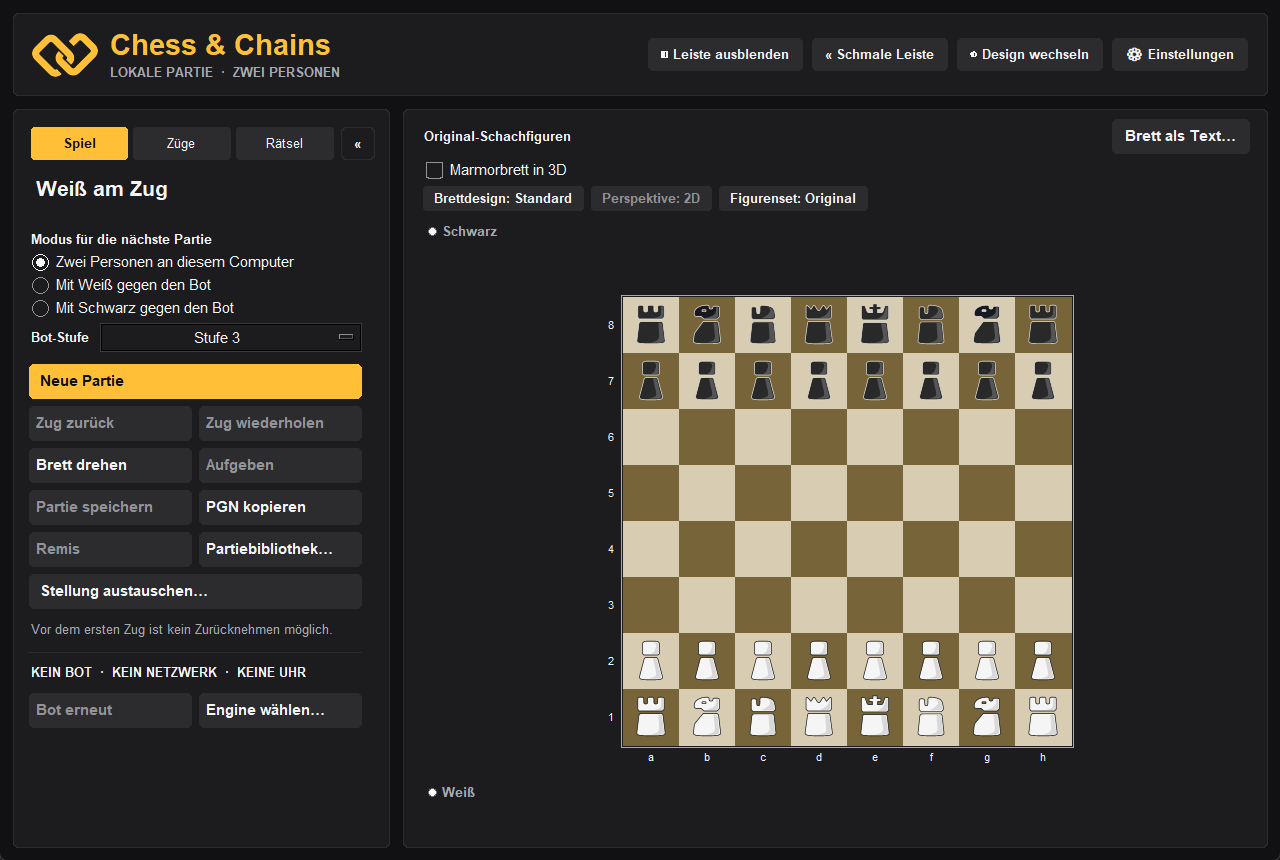 Chess & Chains
LOKALE PARTIE · ZWEI PERSONEN
Leiste ausblenden
« Schmale Leiste
Design wechseln
Einstellungen
Spiel
Züge
Rätsel
«
Weiß am Zug
Modus für die nächste Partie
Zwei Personen an diesem Computer
Mit Weiß gegen den Bot
Mit Schwarz gegen den Bot
Bot-Stufe
Stufe 3
Neue Partie
Zug zurück
Zug wiederholen
Brett drehen
Aufgeben
Partie speichern
PGN kopieren
Remis
Partiebibliothek…
Stellung austauschen…
Vor dem ersten Zug ist kein Zurücknehmen möglich.
KEIN BOT · KEIN NETZWERK · KEINE UHR
Bot erneut
Engine wählen…
Original-Schachfiguren
Brett als Text…
Marmorbrett in 3D
Brettdesign: Standard
Perspektive: 2D
Figurenset: Original
Schwarz
8
7
6
5
4
3
2
1
a b c d e f g h
Weiß